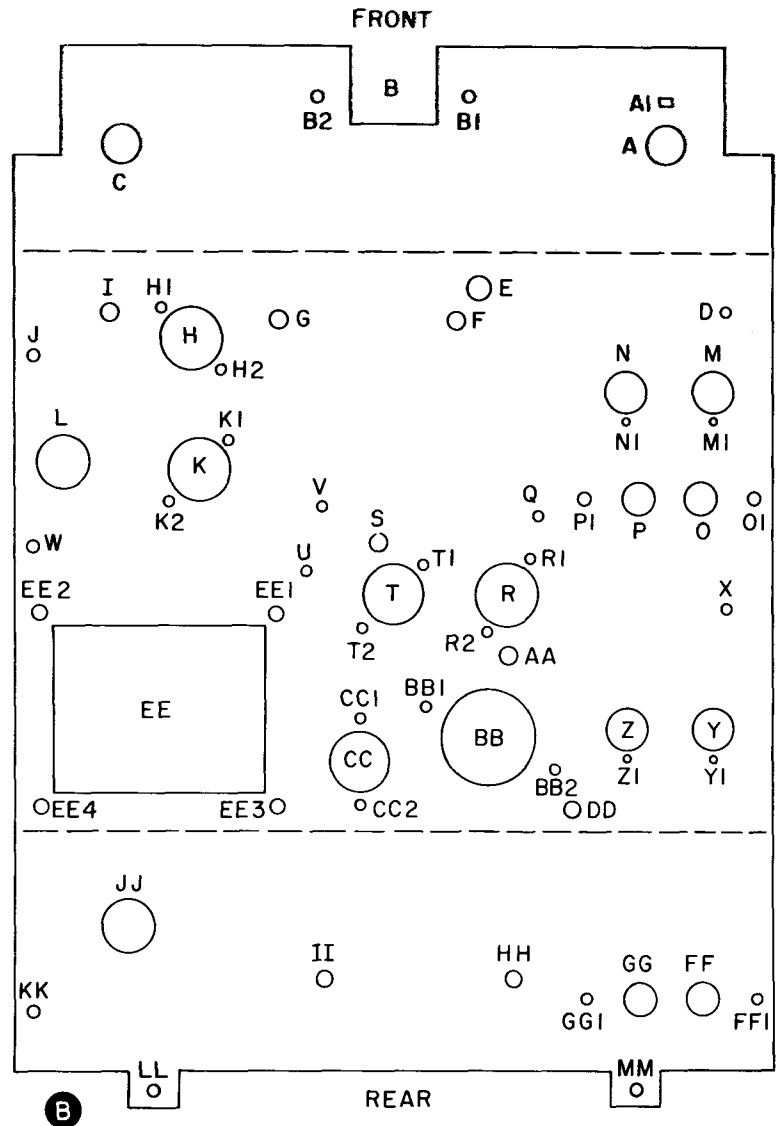 FRONT
B
B2
B1
A1
A
C
I
H1
E
G
F
D
H
J
H2
N
M
L
K1
N1
M1
K
K2
V
Q
P1
P
O
O1
S
W
U
T1
R1
EE2
EE1
T
R
X
T2
R2
AA
CC1
BB1
EE
BB
Z
Y
CC
Z1
Y1
BB2
EE4
EE3
CC2
DD
JJ
II
HH
GG
FF
KK
GG1
FF1
LL
MM
REAR
B